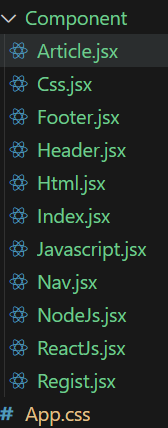 Component
Article.jsx
Css.jsx
Footer.jsx
Header.jsx
Html.jsx
Index.jsx
Javascript.jsx
Nav.jsx
NodeJs.jsx
ReactJs.jsx
Regist.jsx
# App.css